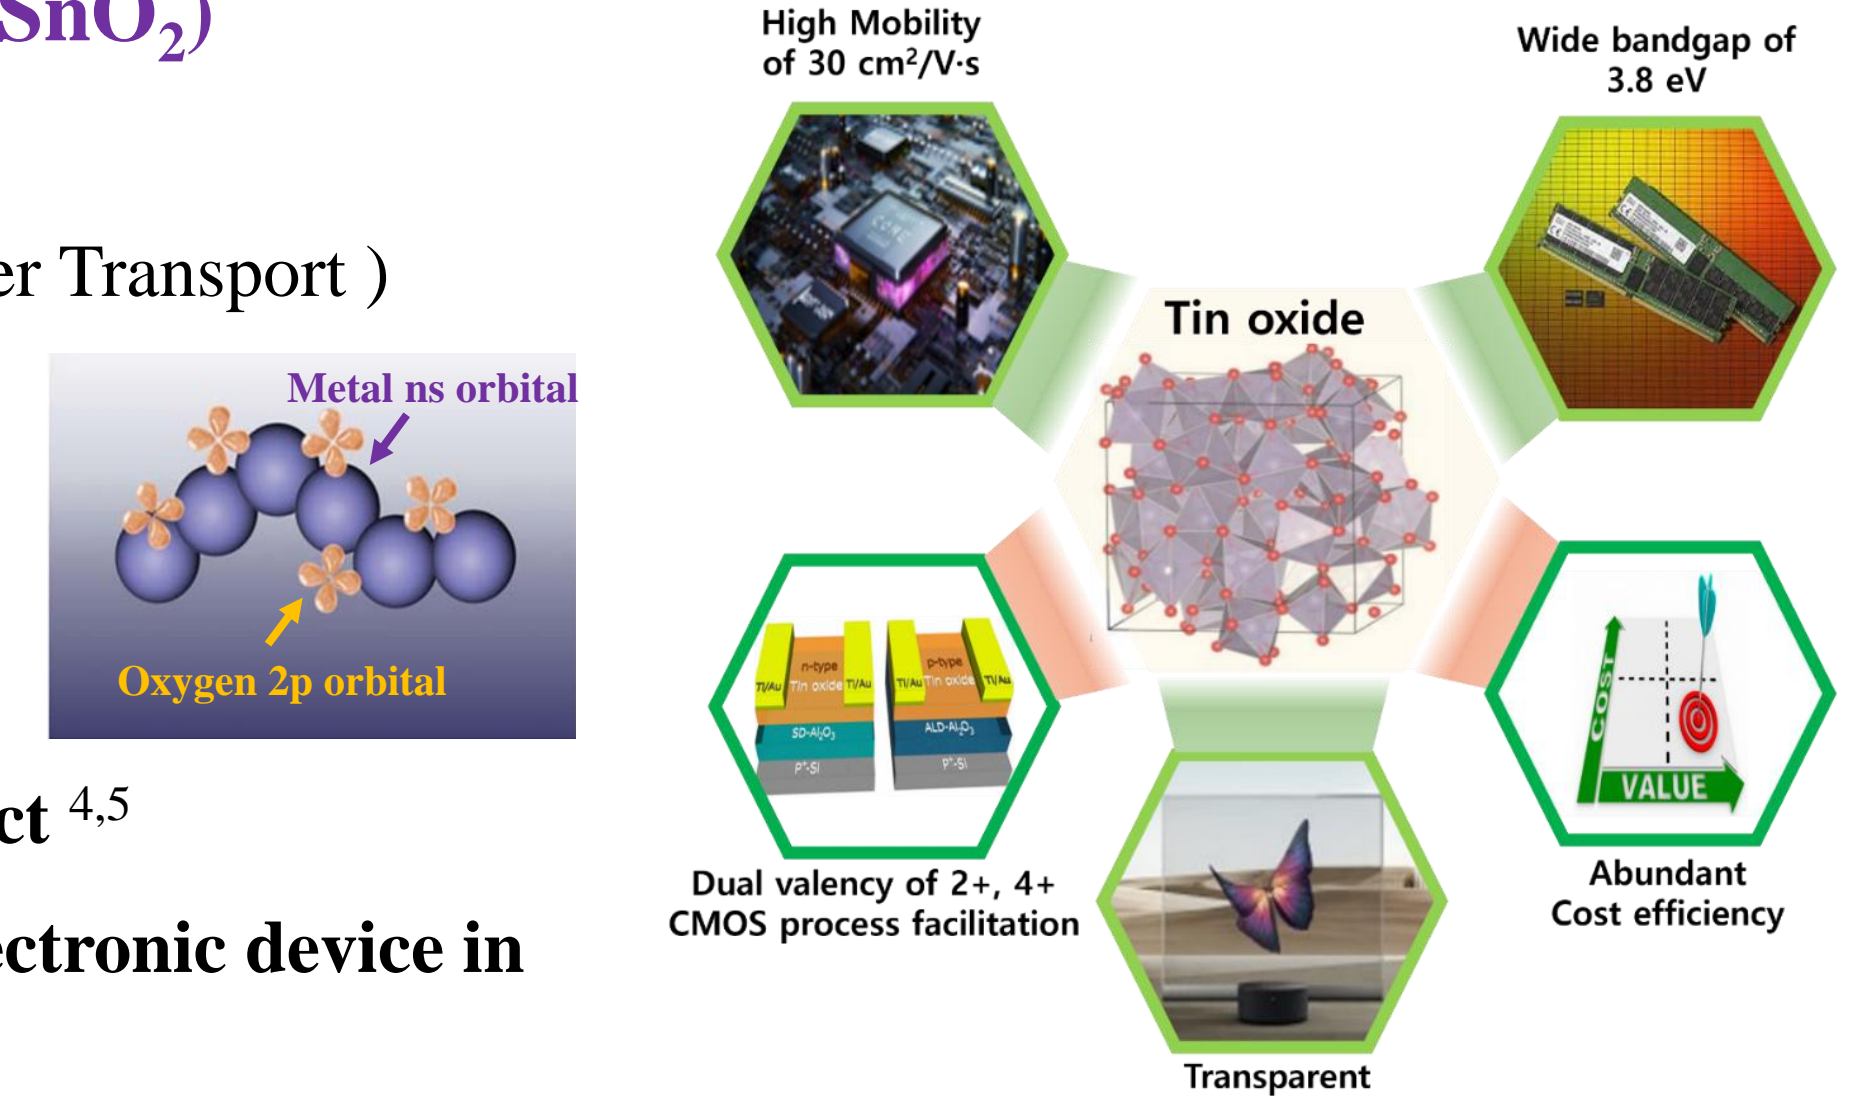 SnO₂)
er Transport )
Metal ns orbital
Oxygen 2p orbital
ct ⁴,⁵
ectronic device in
High Mobility
of 30 cm²/V·s
Wide bandgap of
3.8 eV
CORE
Tin oxide
n-type
Tin oxide
Ti/Au
Ti/Au
SD-Al₂O₃
P⁺-Si
p-type
Tin oxide
Ti/Au
Ti/Au
ALD-Al₂O₃
P⁺-Si
Dual valency of 2+, 4+
CMOS process facilitation
COST
VALUE
Abundant
Cost efficiency
Transparent